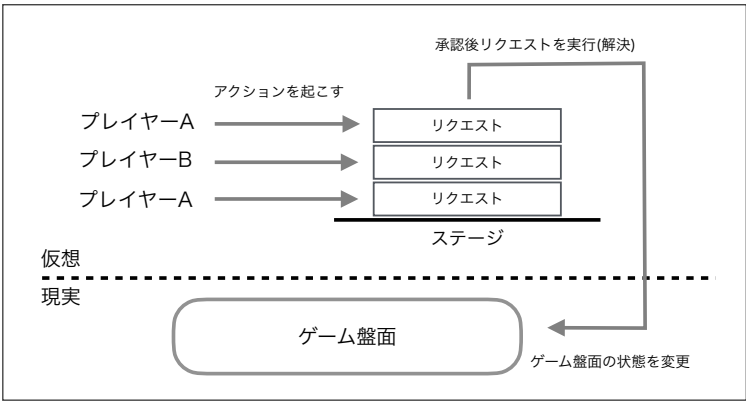 承認後リクエストを実行(解決)
アクションを起こす
プレイヤーA
リクエスト
プレイヤーB
リクエスト
プレイヤーA
リクエスト
ステージ
仮想
現実
ゲーム盤面
ゲーム盤面の状態を変更